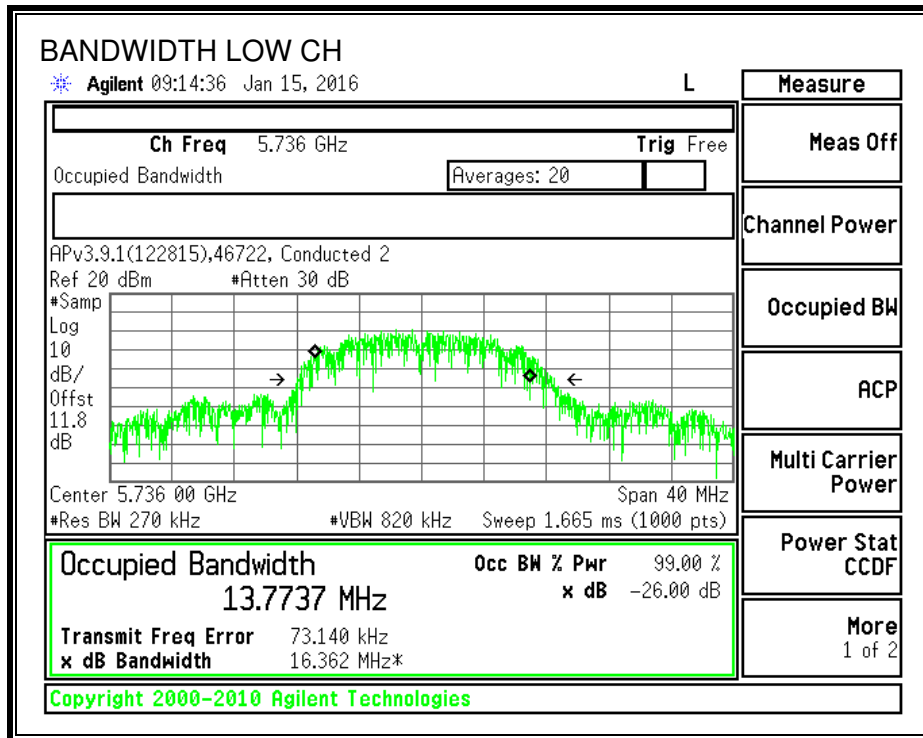 BANDWIDTH LOW CH
Agilent 09:14:36 Jan 15, 2016 L
Measure
Ch Freq 5.736 GHz Trig Free
Meas Off
Occupied Bandwidth Averages: 20
Channel Power
APv3.9.1(122815),46722, Conducted 2
Ref 20 dBm #Atten 30 dB
#Samp
Log
10
dB/
Offst
11.8
dB
Occupied BW
ACP
Multi Carrier
Power
Center 5.736 00 GHz Span 40 MHz
#Res BW 270 kHz #VBW 820 kHz Sweep 1.665 ms (1000 pts)
Power Stat
CCDF
Occupied Bandwidth Occ BW % Pwr 99.00 %
13.7737 MHz x dB -26.00 dB
Transmit Freq Error 73.140 kHz
x dB Bandwidth 16.362 MHz*
More
1 of 2
Copyright 2000-2010 Agilent Technologies